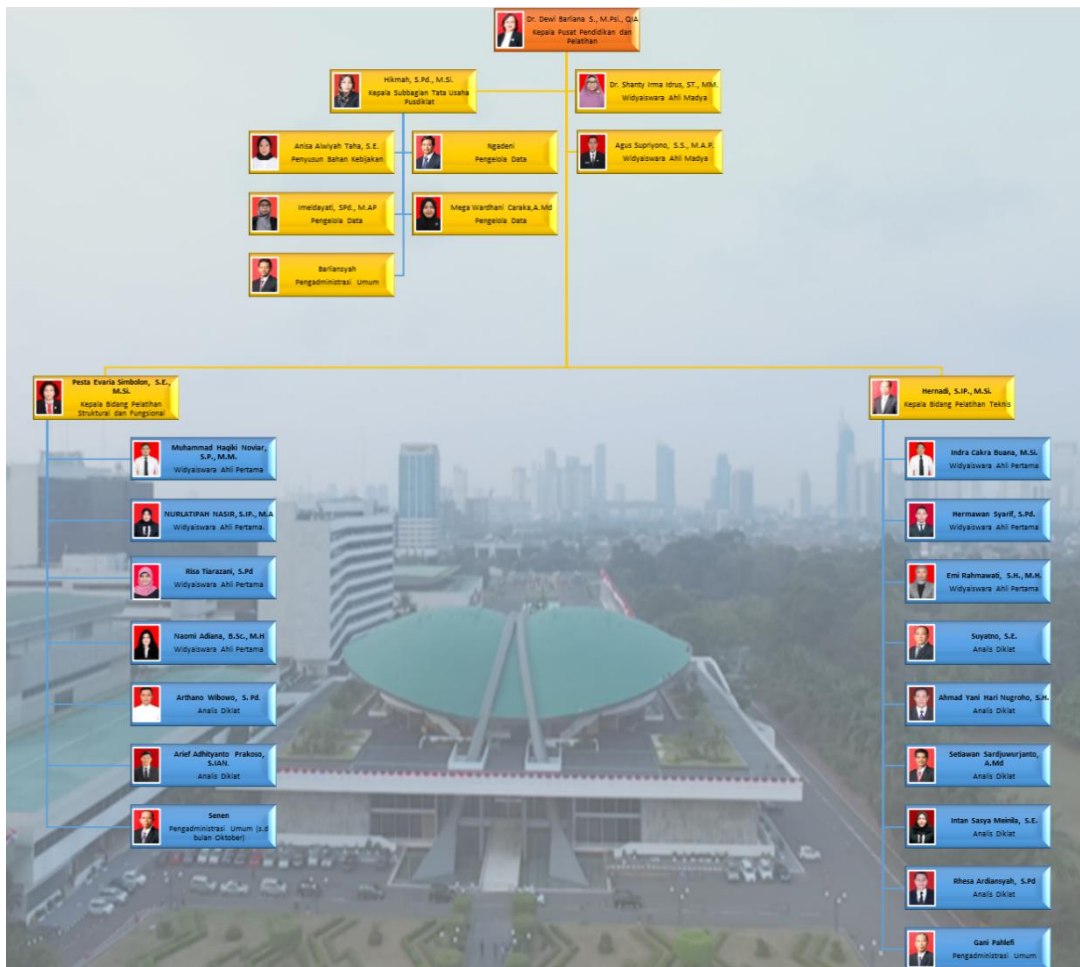 Dr. Dewi Barliana S., M.Psi., QIA
Kepala Pusat Pendidikan dan
Pelatihan
Hikmah, S.Pd., M.Si.
Kepala Subbagian Tata Usaha
Pusdiklat
Dr. Shanty Irma Idrus, ST., MM.
Widyaiswara Ahli Madya
Anisa Alwiyah Taha, S.E.
Penyusun Bahan Kebijakan
Ngadeni
Pengelola Data
Agus Supriyono, S.S., M.A.P.
Widyaiswara Ahli Madya
Imeldayati, SPd., M.AP
Pengelola Data
Mega Wardhani Caraka,A.Md
Pengelola Data
Barliansyah
Pengadministrasi Umum
Pesta Evaria Simbolon, S.E.,
M.Si.
Kepala Bidang Pelatihan
Struktural dan Fungsional
Hernadi, S.IP., M.Si.
Kepala Bidang Pelatihan Teknis
Muhammad Haqiki Noviar,
S.P., M.M.
Widyaiswara Ahli Pertama
NURLATIPAH NASIR, S.IP., M.A
Widyaiswara Ahli Pertama.
Risa Tiarazani, S.Pd
Widyaiswara Ahli Pertama
Naomi Adiana, B.Sc., M.H
Widyaiswara Ahli Pertama
Arthano Wibowo, S. Pd.
Analis Diklat
Arief Adhityanto Prakoso,
S.IAN.
Analis Diklat
Senen
Pengadministrasi Umum (s.d
bulan Oktober)
Indra Cakra Buana, M.Si.
Widyaiswara Ahli Pertama
Hermawan Syarif, S.Pd.
Widyaiswara Ahli Pertama
Emi Rahmawati, S.H., M.H.
Widyaiswara Ahli Pertama
Suyatno, S.E.
Analis Diklat
Ahmad Yani Hari Nugroho, S.H.
Analis Diklat
Setiawan Sardjuwurjanto,
A.Md
Analis Diklat
Intan Sasya Meinila, S.E.
Analis Diklat
Rhesa Ardiansyah, S.Pd
Analis Diklat
Gani Pahlefi
Pengadministrasi Umum